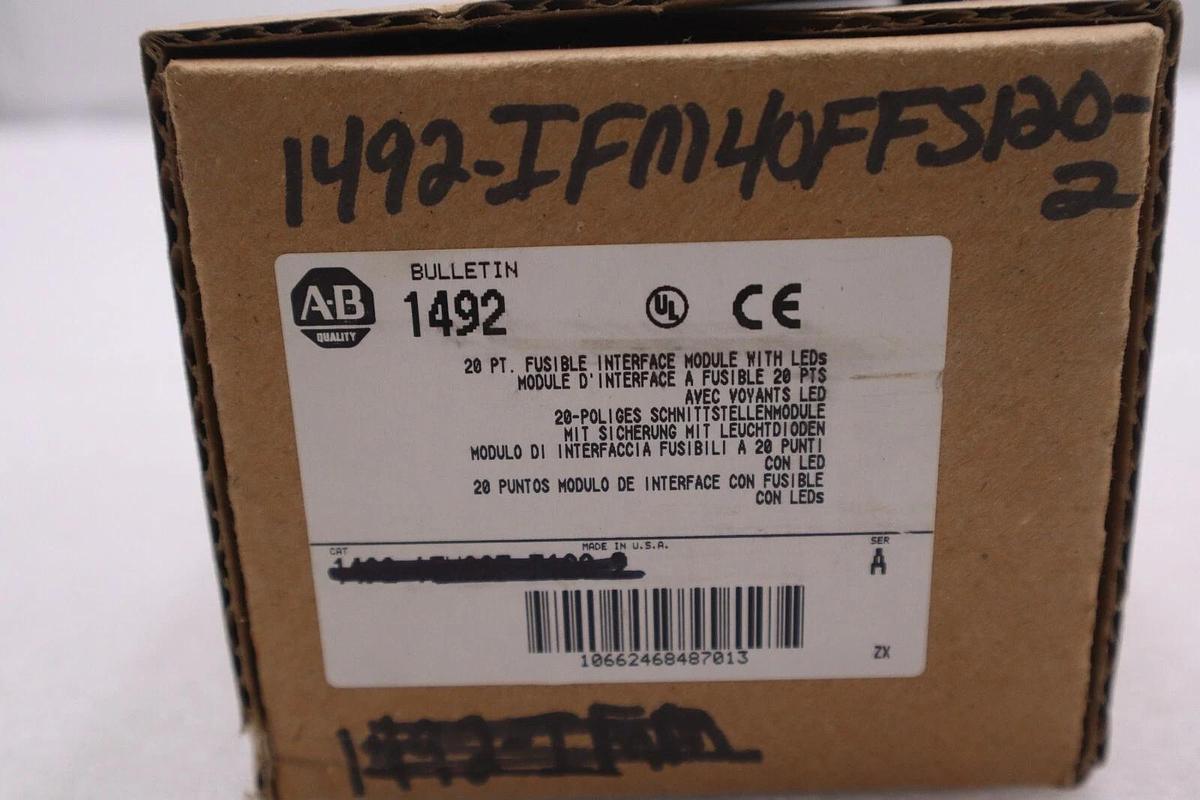 1492-IFM40FFS120-
2
A-B
QUALITY
BULLETIN
1492
UL
CE
20 PT. FUSIBLE INTERFACE MODULE WITH LEDs
MODULE D'INTERFACE A FUSIBLE 20 PTS
AVEC VOYANTS LED
20-POLIGES SCHNITTSTELLENMODULE
MIT SICHERUNG MIT LEUCHTDIODEN
MODULO DI INTERFACCIA FUSIBILI A 20 PUNTI
CON LED
20 PUNTOS MODULO DE INTERFACE CON FUSIBLE
CON LEDs
CAT
MADE IN U.S.A.
SER
A
10662468487013
ZX